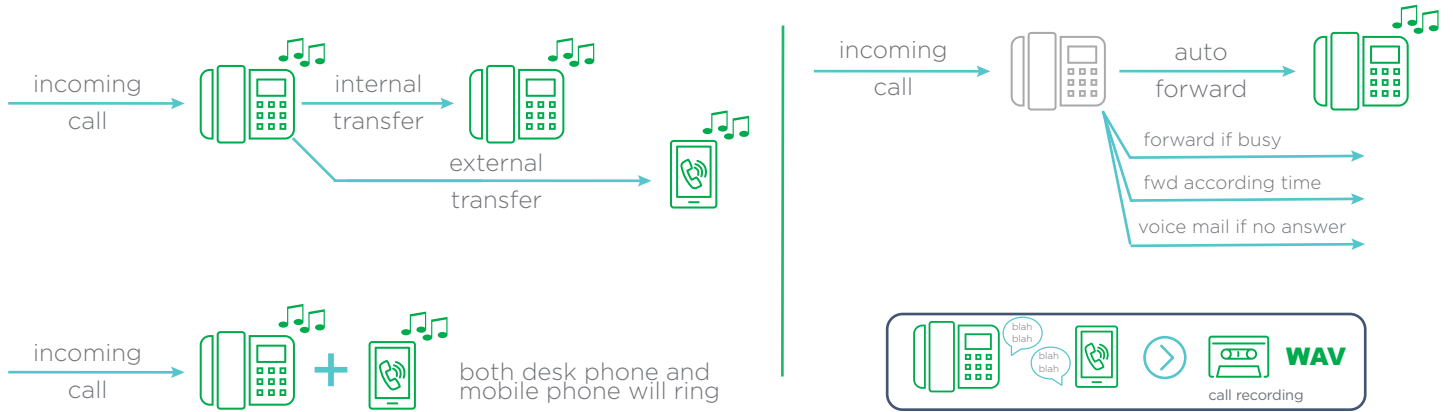 incoming
call
internal
transfer
external
transfer
incoming
call
both desk phone and
mobile phone will ring
incoming
call
auto
forward
forward if busy
fwd according time
voice mail if no answer
blah
blah
blah
blah
WAV
call recording